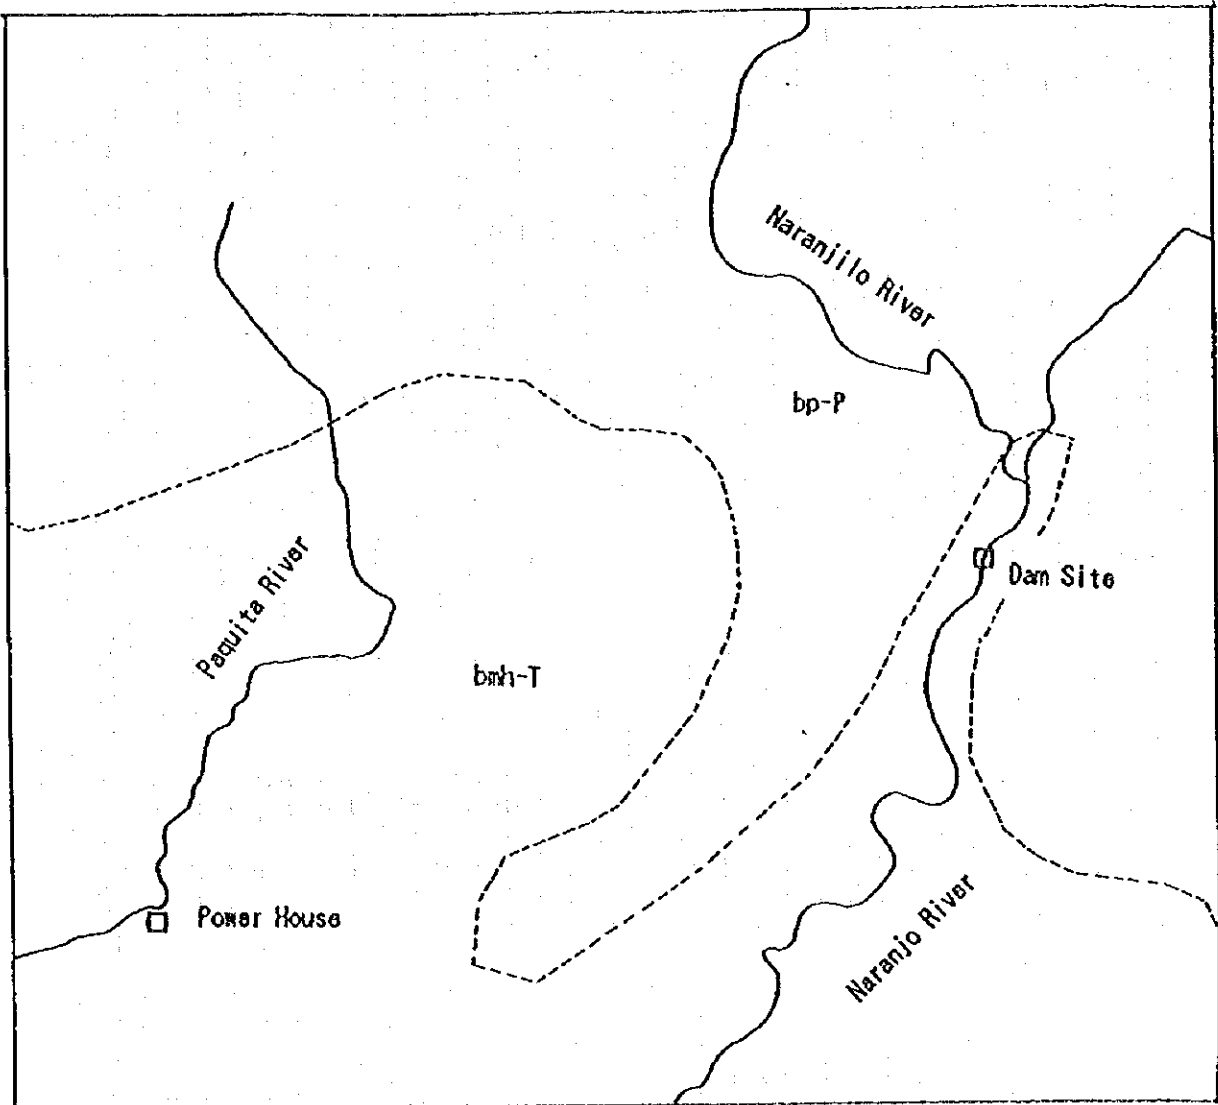 Naranjilo River
bp-P
Dam Site
Paquita River
bmh-T
Power House
Naranjo River